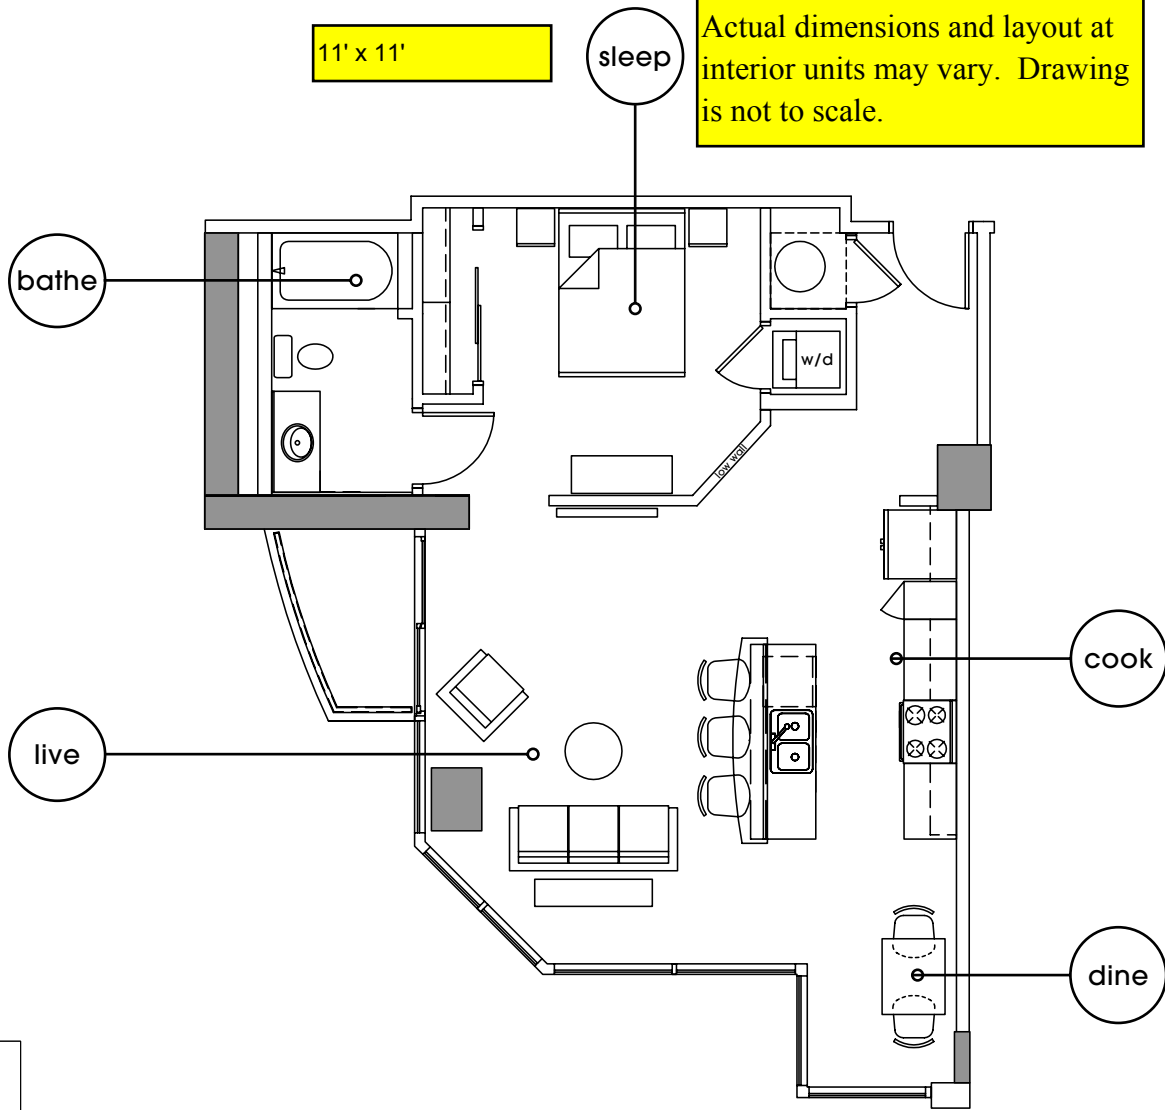 11' x 11'
sleep
Actual dimensions and layout at
interior units may vary. Drawing
is not to scale.
bathe
w/d
low wall
cook
live
dine